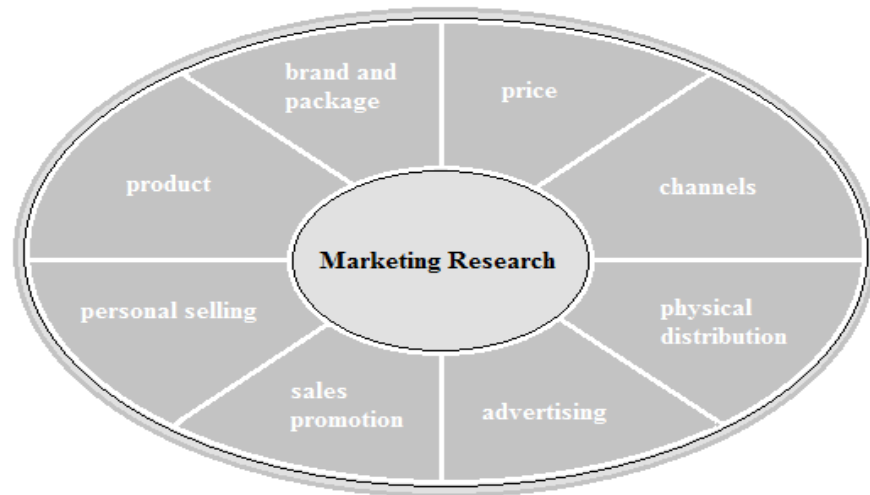 brand and
package
price
product
channels
Marketing Research
personal selling
physical
distribution
sales
promotion
advertising